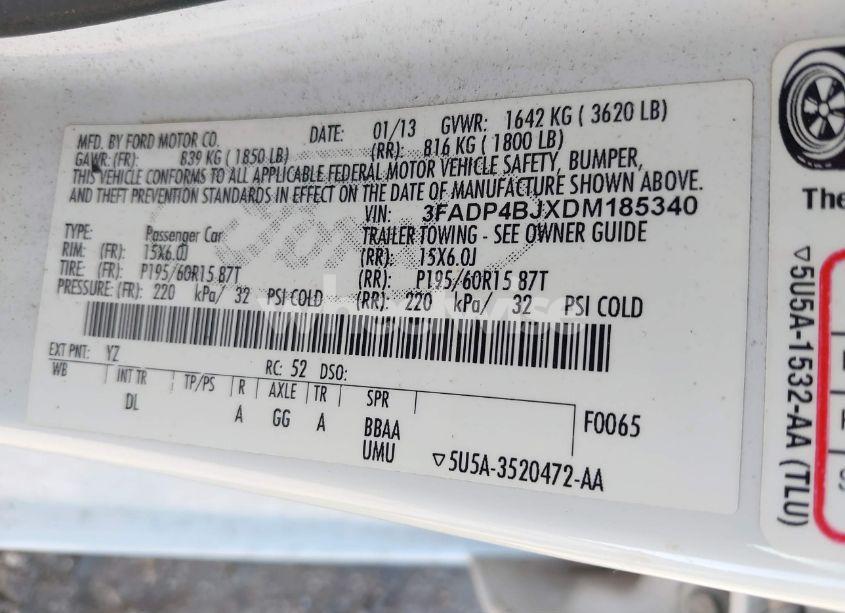 MFD. BY FORD MOTOR CO. DATE: 01/13 GVWR: 1642 KG ( 3620 LB)
GAWR: (FR): 839 KG ( 1850 LB) (RR): 816 KG ( 1800 LB)
THIS VEHICLE CONFORMS TO ALL APPLICABLE FEDERAL MOTOR VEHICLE SAFETY, BUMPER,
AND THEFT PREVENTION STANDARDS IN EFFECT ON THE DATE OF MANUFACTURE SHOWN ABOVE.
VIN: 3FADP4BJXDM185340
TYPE: Passenger Car TRAILER TOWING - SEE OWNER GUIDE
RIM: (FR): 15X6.0J (RR): 15X6.0J
TIRE: (FR): P195/60R15 87T (RR): P195/60R15 87T
PRESSURE: (FR): 220 kPa/ 32 PSI COLD (RR): 220 kPa/ 32 PSI COLD
EXT PNT: YZ RC: 52 DSO:
WB INT TR TP/PS R AXLE TR SPR
DL A GG A BBAA F0065
UMU ▽5U5A-3520472-AA
The
▽5U5A-1532-AA (TLU)